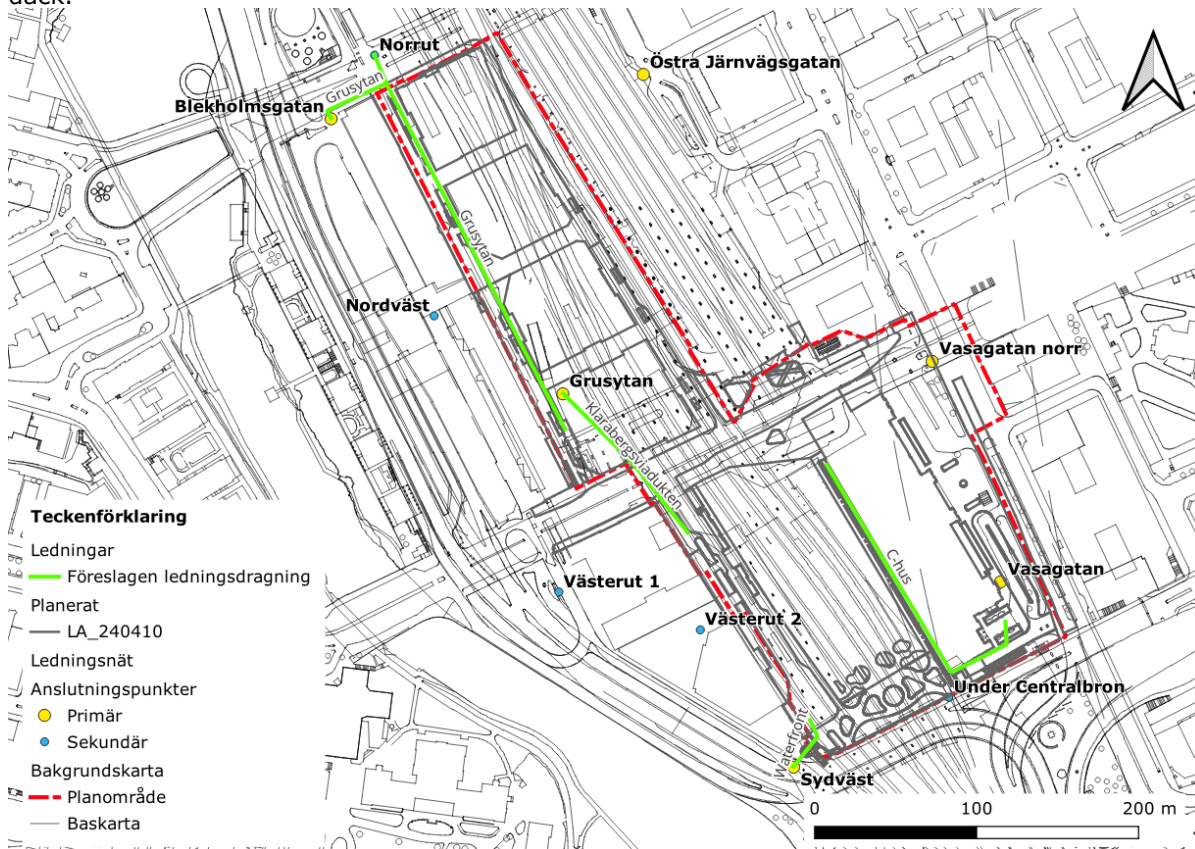 Norrut
Östra Järnvägsgatan
Grusytan
Blekholmsgatan
Grusytan
Nordväst
Vasagatan norr
Grusytan
Klarabergsviadukten
C-hus
Västerut 1
Vasagatan
Västerut 2
Under Centralbron
Waterfront
Sydväst
Teckenförklaring
Ledningar
Föreslagen ledningsdragning
Planerat
LA_240410
Ledningsnät
Anslutningspunkter
Primär
Sekundär
Bakgrundskarta
Planområde
Baskarta
0 100 200 m